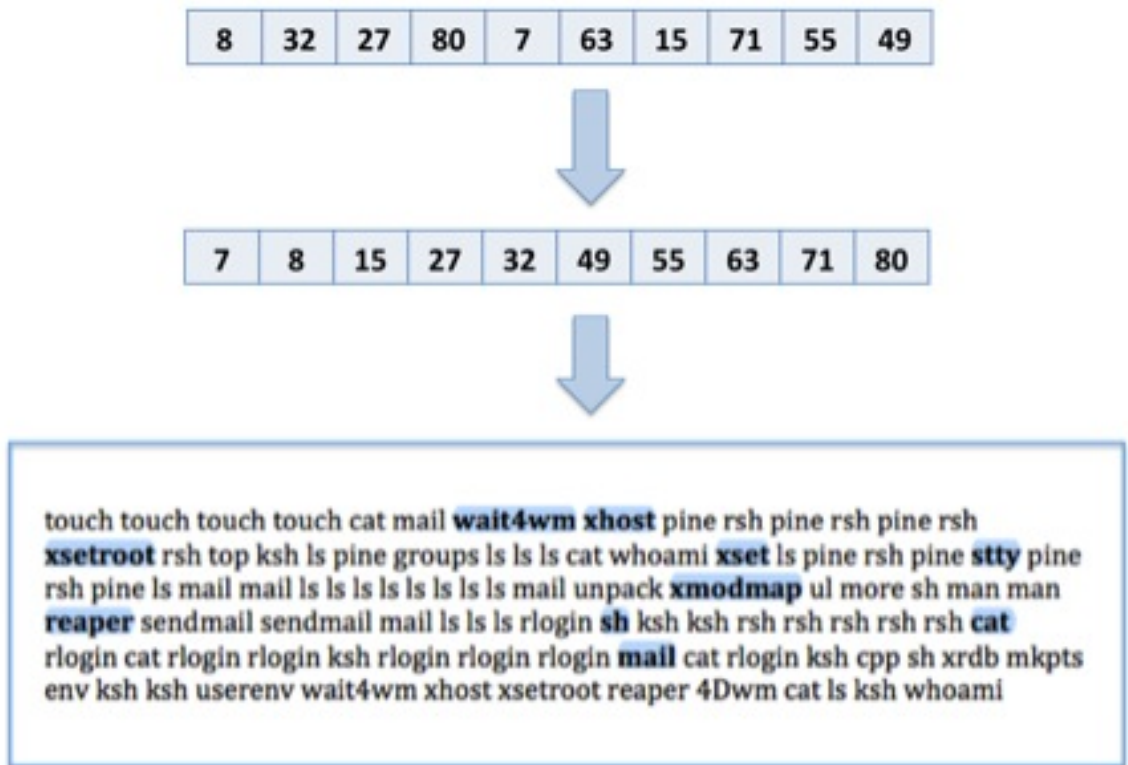 8 32 27 80 7 63 15 71 55 49
7 8 15 27 32 49 55 63 71 80
touch touch touch touch cat mail wait4wm xhost pine rsh pine rsh pine rsh
xsetroot rsh top ksh ls pine groups ls ls ls cat whoami xset ls pine rsh pine stty pine
rsh pine ls mail mail ls ls ls ls ls ls ls ls mail unpack xmodmap ul more sh man man
reaper sendmail sendmail mail ls ls ls rlogin sh ksh ksh rsh rsh rsh rsh rsh cat
rlogin cat rlogin rlogin ksh rlogin rlogin rlogin mail cat rlogin ksh cpp sh xrdb mkpts
env ksh ksh userenv wait4wm xhost xsetroot reaper 4Dwm cat ls ksh whoami